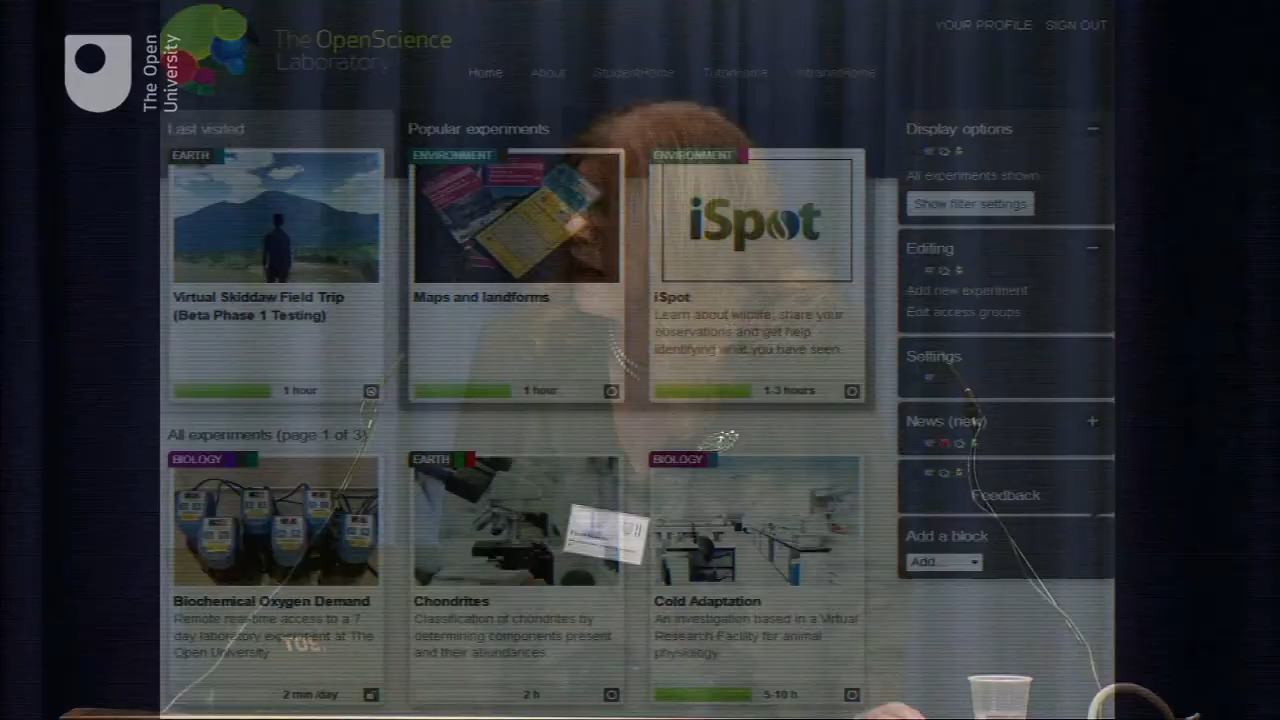 The Open
University
The OpenScience
Laboratory
YOUR PROFILE SIGN OUT
Home About StudentHome TutorHome IntranetHome
Last visited
Popular experiments
EARTH
ENVIRONMENT
ENVIRONMENT
iSpot
Virtual Skiddaw Field Trip
(Beta Phase 1 Testing)
1 hour
Maps and landforms
1 hour
iSpot
Learn about wildlife, share your
observations and get help
identifying what you have seen.
1-3 hours
All experiments (page 1 of 3)
BIOLOGY
EARTH
BIOLOGY
Biochemical Oxygen Demand
Remote real-time access to a 7
day laboratory experiment at The
Open University
2 min /day
Chondrites
Classification of chondrites by
determining components present
and their abundances
2 h
Cold Adaptation
An investigation based in a Virtual
Research Facility for animal
physiology.
5-10 h
Display options
All experiments shown
Show filter settings
Editing
Add new experiment
Edit access groups
Settings
News (new)
Feedback
Add a block
Add...